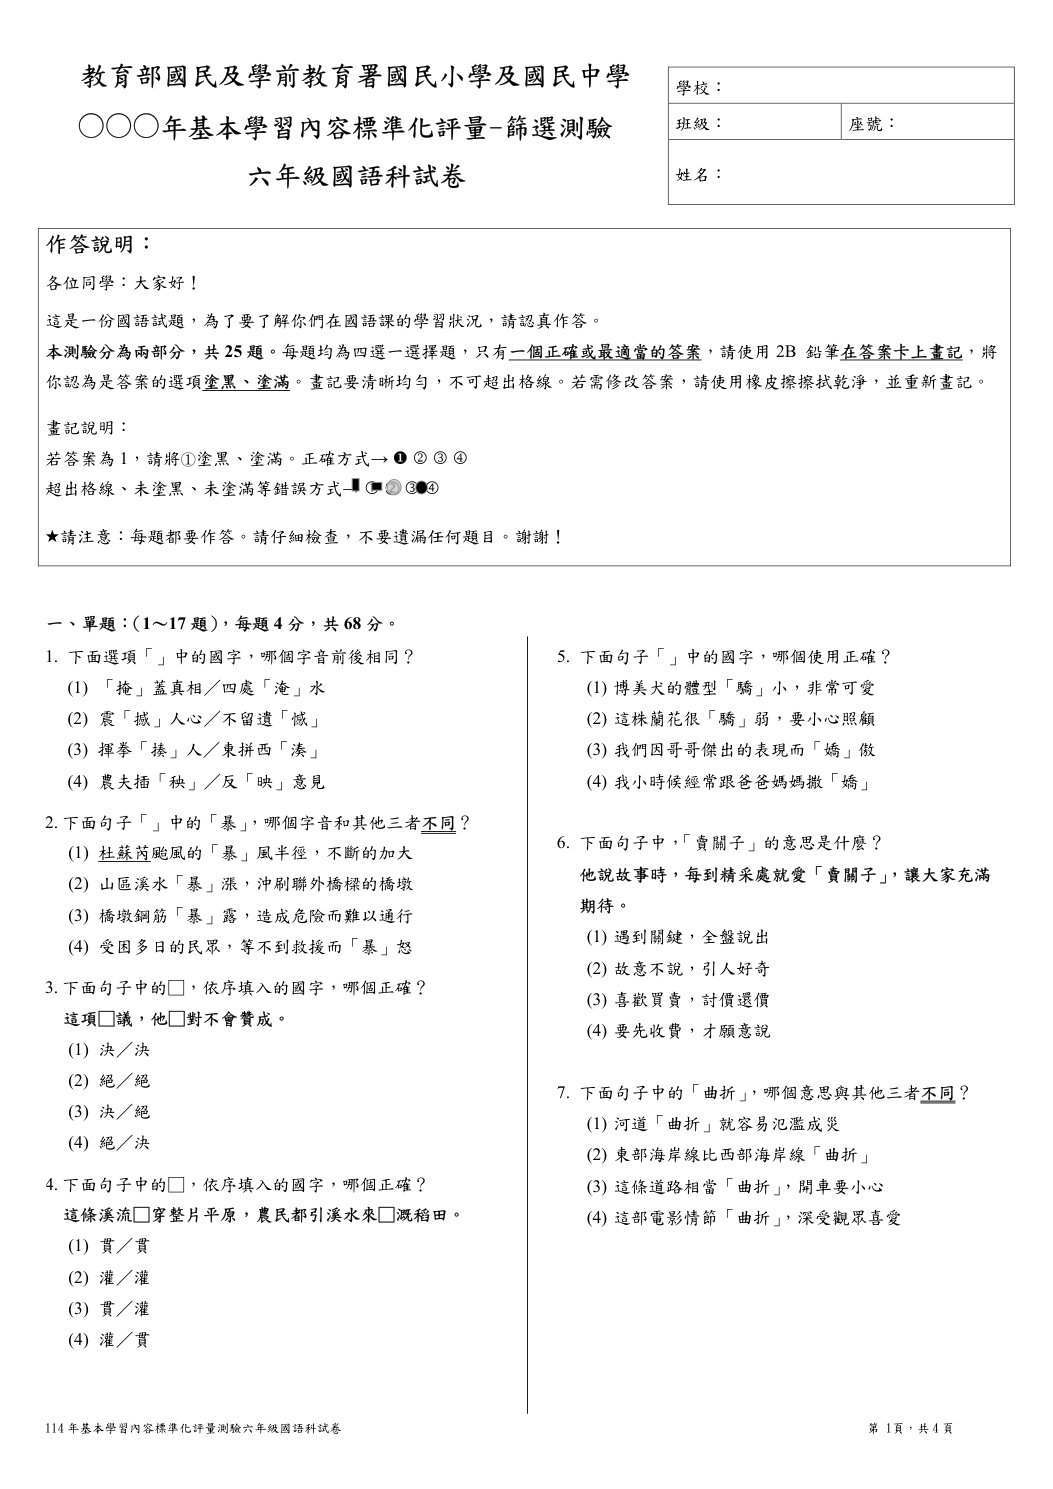 教育部國民及學前教育署國民小學及國民中學
○○○年基本學習內容標準化評量-篩選測驗
六年級國語科試卷
學校：
班級：
座號：
姓名：
作答說明：
各位同學：大家好！
這是一份國語試題，為了要了解你們在國語課的學習狀況，請認真作答。
本測驗分為兩部分，共25題。每題均為四選一選擇題，只有一個正確或最適當的答案，請使用2B 鉛筆在答案卡上畫記，將
你認為是答案的選項塗黑、塗滿。畫記要清晰均勻，不可超出格線。若需修改答案，請使用橡皮擦擦拭乾淨，並重新畫記。
畫記說明：
若答案為1，請將①塗黑、塗滿。正確方式→ ❶ ② ③ ④
超出格線、未塗黑、未塗滿等錯誤方式→ ① ② ③ ④
★請注意：每題都要作答。請仔細檢查，不要遺漏任何題目。謝謝！
一、單題：（1～17題），每題4分，共68分。
1. 下面選項「」中的國字，哪個字音前後相同？
(1) 「掩」蓋真相／四處「淹」水
(2) 震「撼」人心／不留遺「憾」
(3) 揮拳「揍」人／東拼西「湊」
(4) 農夫插「秧」／反「映」意見
2. 下面句子「」中的「暴」，哪個字音和其他三者不同？
(1) 杜蘇芮颱風的「暴」風半徑，不斷的加大
(2) 山區溪水「暴」漲，沖刷聯外橋樑的橋墩
(3) 橋墩鋼筋「暴」露，造成危險而難以通行
(4) 受困多日的民眾，等不到救援而「暴」怒
3. 下面句子中的□，依序填入的國字，哪個正確？
這項□議，他□對不會贊成。
(1) 決／決
(2) 絕／絕
(3) 決／絕
(4) 絕／決
4. 下面句子中的□，依序填入的國字，哪個正確？
這條溪流□穿整片平原，農民都引溪水來□溉稻田。
(1) 貫／貫
(2) 灌／灌
(3) 貫／灌
(4) 灌／貫
5. 下面句子「」中的國字，哪個使用正確？
(1) 博美犬的體型「驕」小，非常可愛
(2) 這株蘭花很「驕」弱，要小心照顧
(3) 我們因哥哥傑出的表現而「嬌」傲
(4) 我小時候經常跟爸爸媽媽撒「嬌」
6. 下面句子中，「賣關子」的意思是什麼？
他說故事時，每到精采處就愛「賣關子」，讓大家充滿
期待。
(1) 遇到關鍵，全盤說出
(2) 故意不說，引人好奇
(3) 喜歡買賣，討價還價
(4) 要先收費，才願意說
7. 下面句子中的「曲折」，哪個意思與其他三者不同？
(1) 河道「曲折」就容易氾濫成災
(2) 東部海岸線比西部海岸線「曲折」
(3) 這條道路相當「曲折」，開車要小心
(4) 這部電影情節「曲折」，深受觀眾喜愛
114年基本學習內容標準化評量測驗六年級國語科試卷
第 1頁，共4頁